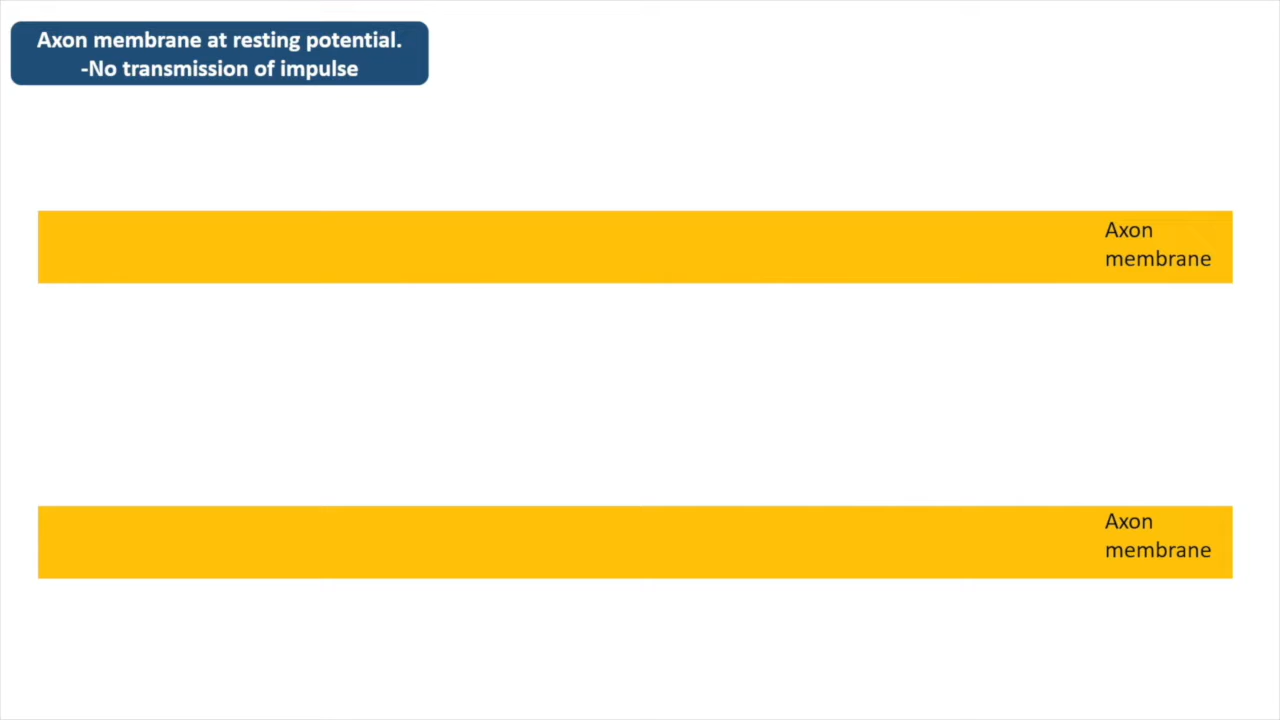 Axon membrane at resting potential.
-No transmission of impulse
Axon
membrane
Axon
membrane